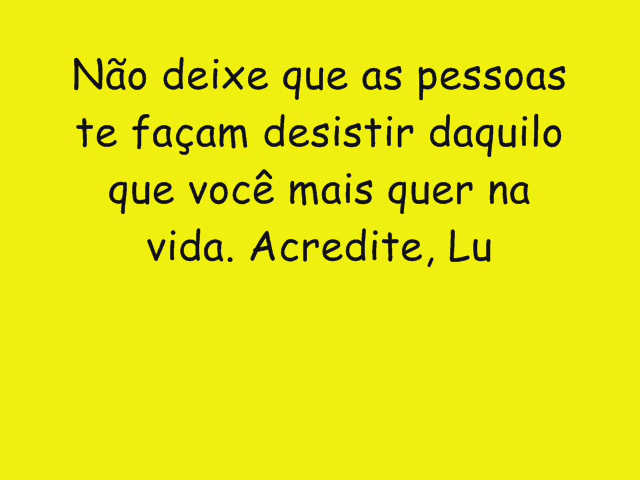 Não deixe que as pessoas
te façam desistir daquilo
que você mais quer na
vida. Acredite, Lu